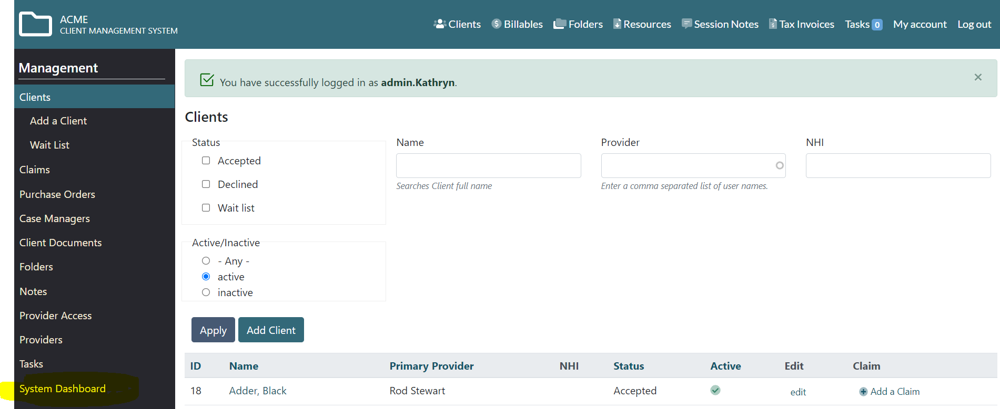 ACME
CLIENT MANAGEMENT SYSTEM
Clients
Billables
Folders
Resources
Session Notes
Tax Invoices
Tasks 0
My account
Log out
Management
Clients
Add a Client
Wait List
Claims
Purchase Orders
Case Managers
Client Documents
Folders
Notes
Provider Access
Providers
Tasks
System Dashboard
You have successfully logged in as admin.Kathryn.
Clients
Status
Accepted
Declined
Wait list
Name
Searches Client full name
Provider
Enter a comma separated list of user names.
NHI
Active/Inactive
- Any -
active
inactive
Apply
Add Client
ID Name Primary Provider NHI Status Active Edit Claim
18 Adder, Black Rod Stewart Accepted edit Add a Claim